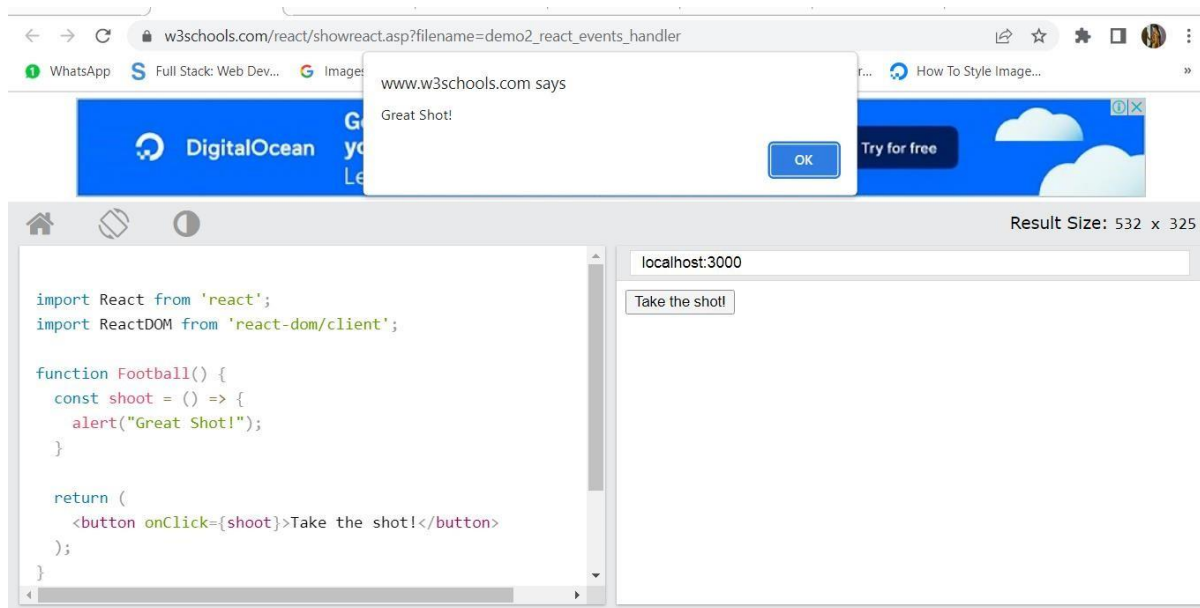 w3schools.com/react/showreact.asp?filename=demo2_react_events_handler
WhatsApp Full Stack: Web Dev... How To Style Image... »
www.w3schools.com says
Great Shot!
OK
DigitalOcean
Try for free
Result Size: 532 x 325
localhost:3000
Take the shot!
import React from 'react';
import ReactDOM from 'react-dom/client';
function Football() {
const shoot = () => {
alert("Great Shot!");
}
return (
<button onClick={shoot}>Take the shot!</button>
);
}